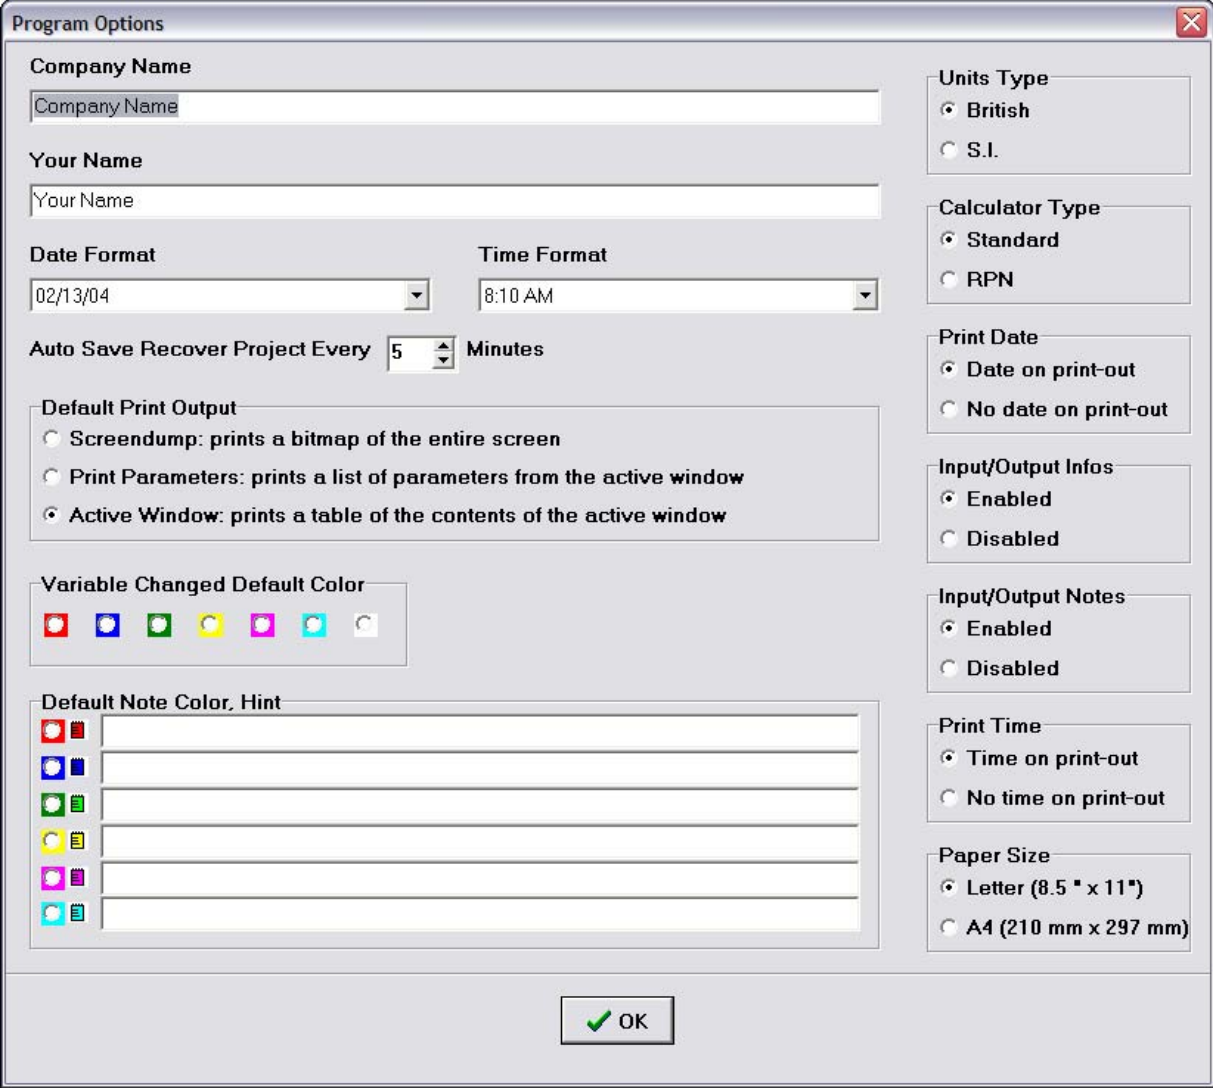 Program Options
Company Name
Company Name
Your Name
Your Name
Date Format
Time Format
02/13/04
8:10 AM
Auto Save Recover Project Every 5 Minutes
Default Print Output
Screendump: prints a bitmap of the entire screen
Print Parameters: prints a list of parameters from the active window
Active Window: prints a table of the contents of the active window
Variable Changed Default Color
Default Note Color, Hint
Units Type
British
S.I.
Calculator Type
Standard
RPN
Print Date
Date on print-out
No date on print-out
Input/Output Infos
Enabled
Disabled
Input/Output Notes
Enabled
Disabled
Print Time
Time on print-out
No time on print-out
Paper Size
Letter (8.5 " x 11")
A4 (210 mm x 297 mm)
OK